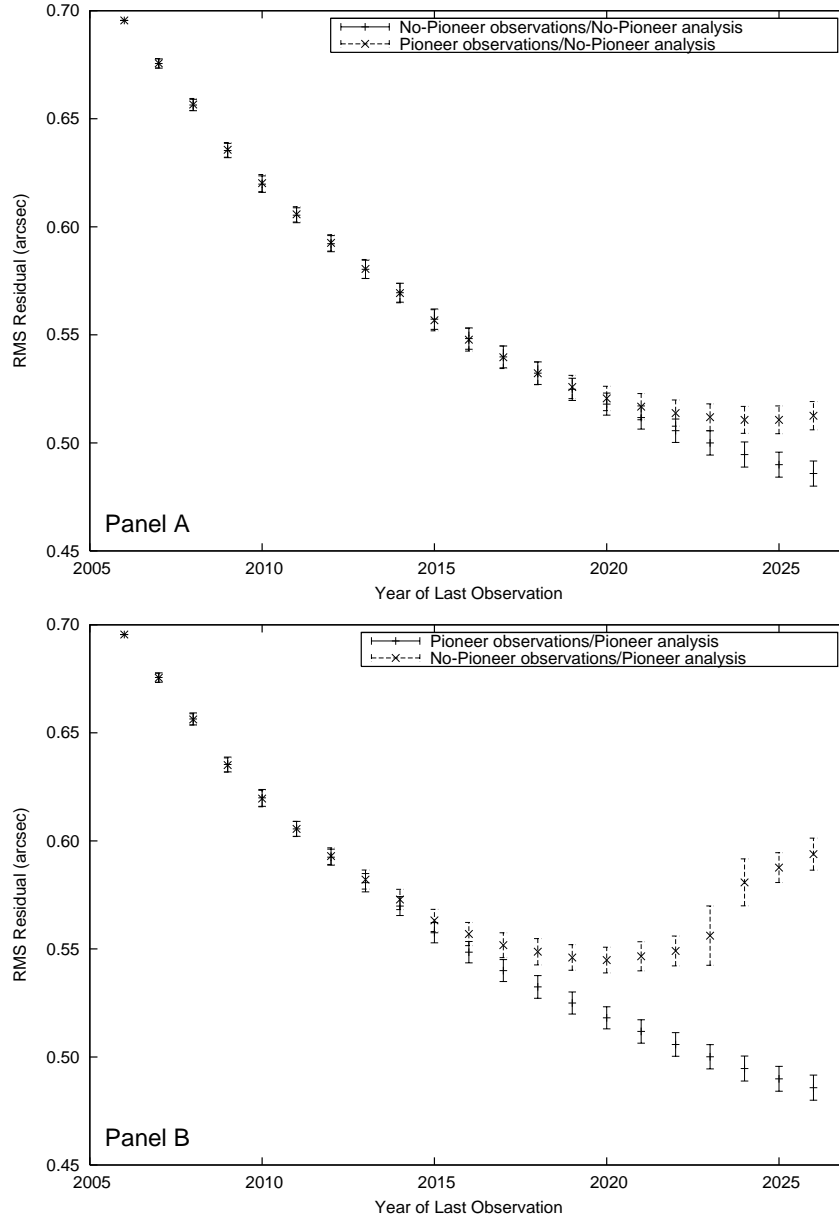 0.70
0.65
0.60
0.55
0.50
0.45
2005
2010
2015
2020
2025
RMS Residual (arcsec)
Year of Last Observation
No-Pioneer observations/No-Pioneer analysis
Pioneer observations/No-Pioneer analysis
Panel A
0.70
0.65
0.60
0.55
0.50
0.45
2005
2010
2015
2020
2025
RMS Residual (arcsec)
Year of Last Observation
Pioneer observations/Pioneer analysis
No-Pioneer observations/Pioneer analysis
Panel B